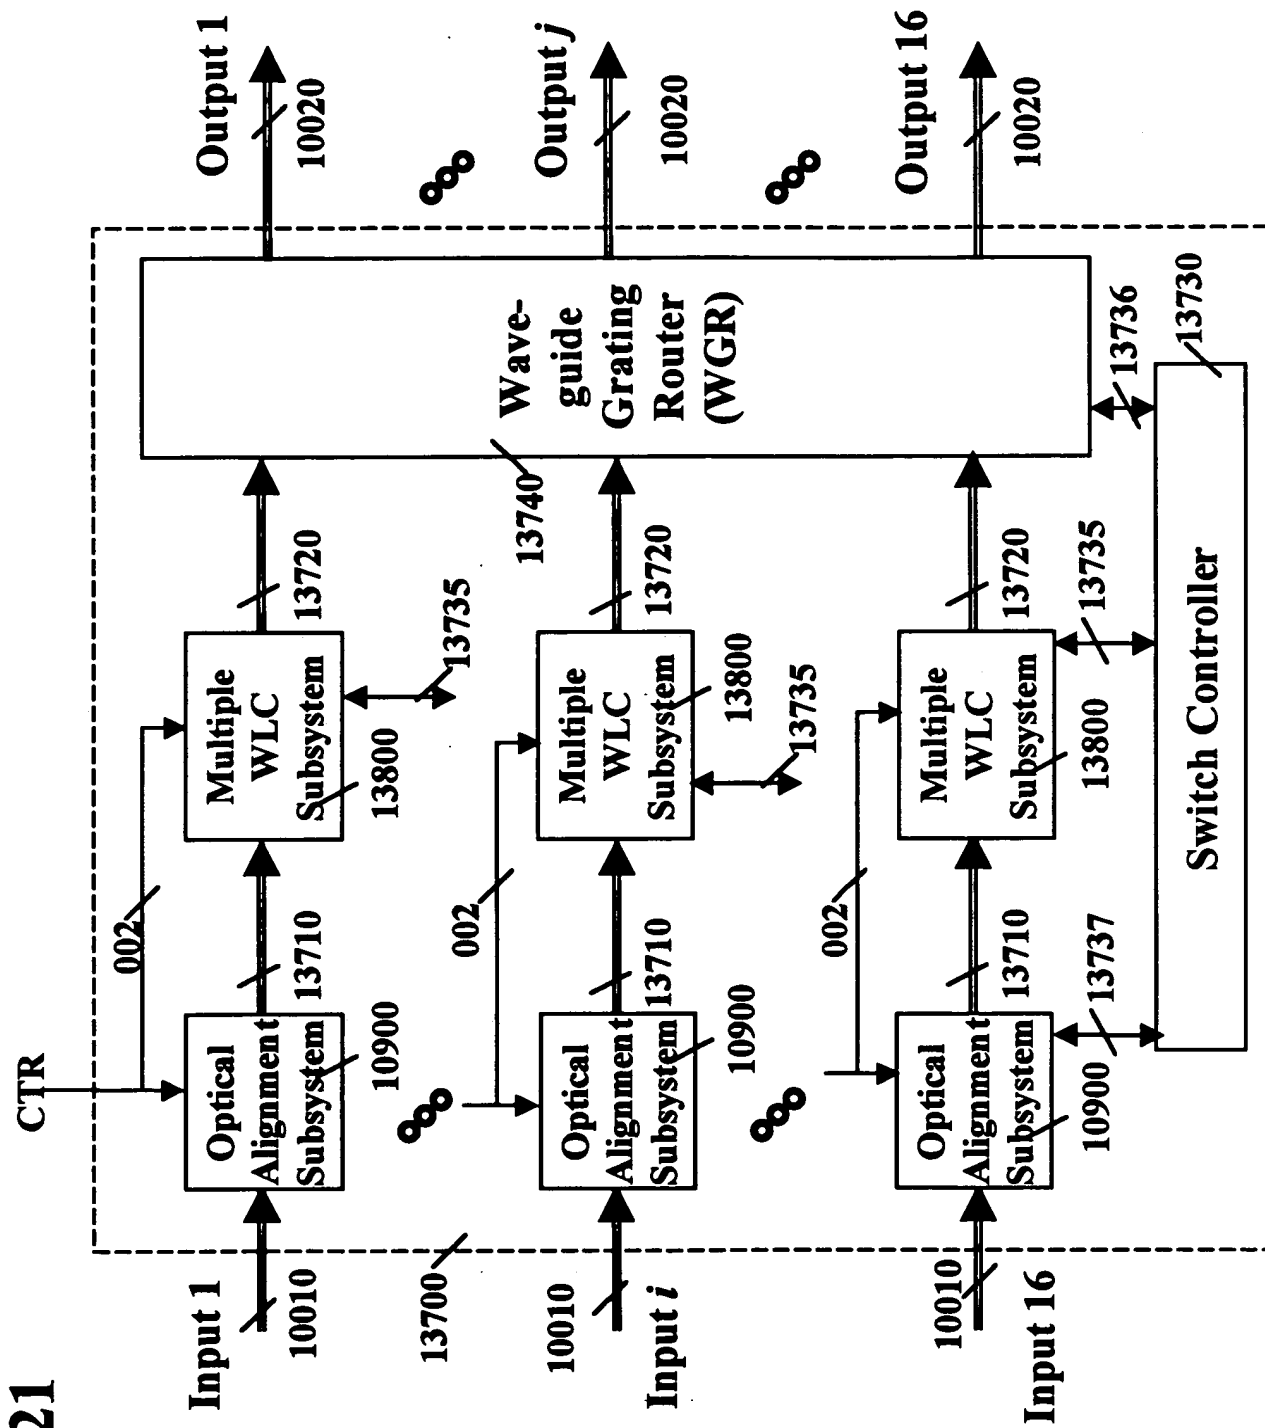 21
CTR
Input 1
10010
Optical
Alignment
Subsystem
10900
002
13710
Multiple
WLC
Subsystem
13800
13735
13720
Wave-
guide
Grating
Router
(WGR)
13740
Output 1
10020
13700
Input i
10010
Optical
Alignment
Subsystem
10900
002
13710
Multiple
WLC
Subsystem
13800
13735
13720
Output j
10020
Input 16
10010
Optical
Alignment
Subsystem
10900
002
13710
13737
Multiple
WLC
Subsystem
13800
13735
13720
13736
Output 16
10020
Switch Controller
13730